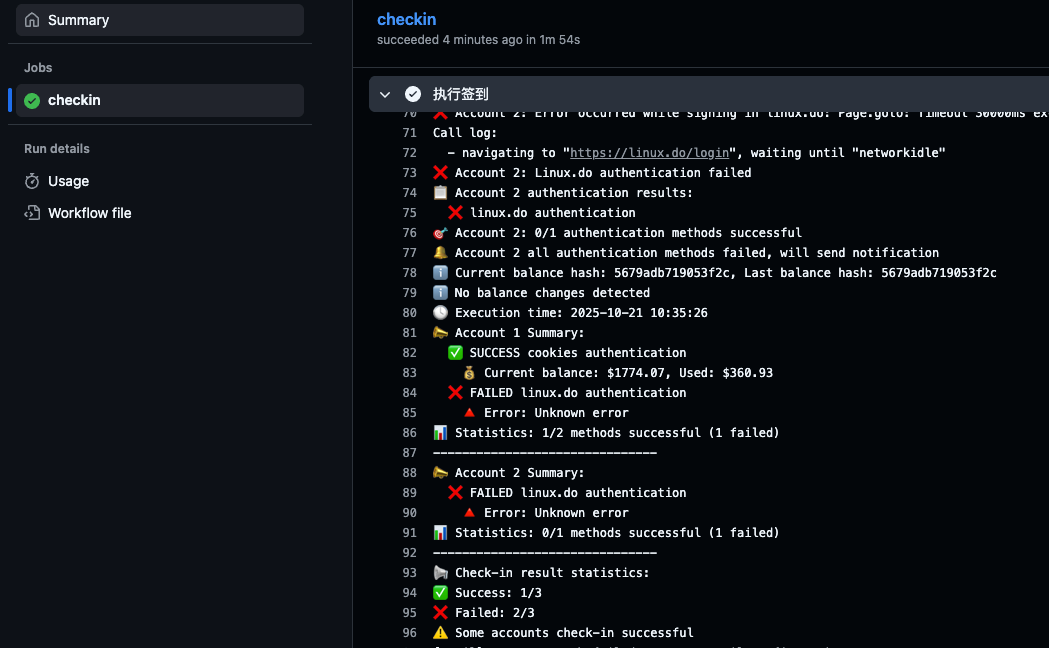 Summary
Jobs
checkin
Run details
Usage
Workflow file
checkin
succeeded 4 minutes ago in 1m 54s
执行签到
70 ❌ Account 2: Error occurred while signing in linux.do: Page.goto: Timeout 30000ms ex
71 Call log:
72 - navigating to "https://linux.do/login", waiting until "networkidle"
73 ❌ Account 2: Linux.do authentication failed
74 📋 Account 2 authentication results:
75 ❌ linux.do authentication
76 🎯 Account 2: 0/1 authentication methods successful
77 🔔 Account 2 all authentication methods failed, will send notification
78 ℹ️ Current balance hash: 5679adb719053f2c, Last balance hash: 5679adb719053f2c
79 ℹ️ No balance changes detected
80 🕓 Execution time: 2025-10-21 10:35:26
81 📣 Account 1 Summary:
82 ✅ SUCCESS cookies authentication
83 💰 Current balance: $1774.07, Used: $360.93
84 ❌ FAILED linux.do authentication
85 🔺 Error: Unknown error
86 📊 Statistics: 1/2 methods successful (1 failed)
87 -------------------------------
88 📣 Account 2 Summary:
89 ❌ FAILED linux.do authentication
90 🔺 Error: Unknown error
91 📊 Statistics: 0/1 methods successful (1 failed)
92 -------------------------------
93 📢 Check-in result statistics:
94 ✅ Success: 1/3
95 ❌ Failed: 2/3
96 ⚠️ Some accounts check-in successful